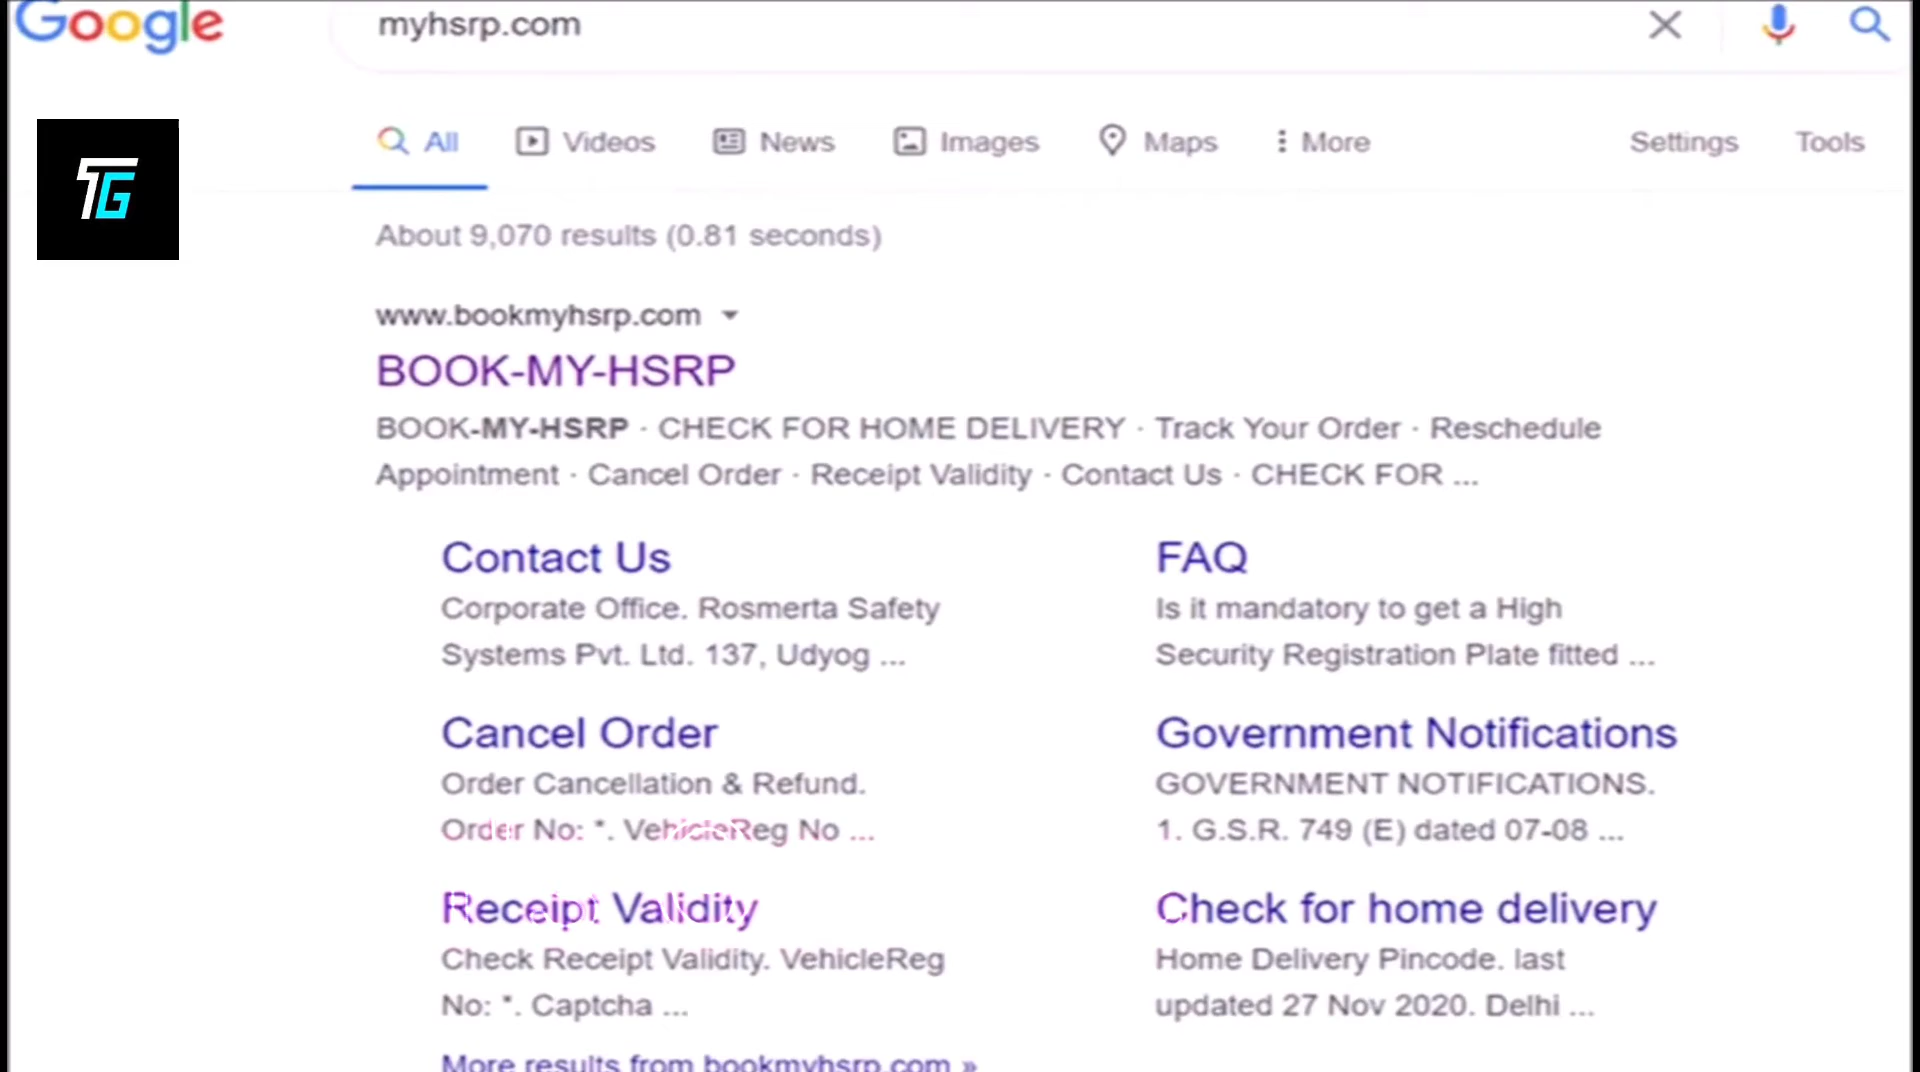 Google
myhsrp.com
All Videos News Images Maps More Settings Tools
TG
About 9,070 results (0.81 seconds)
www.bookmyhsrp.com
BOOK-MY-HSRP
BOOK-MY-HSRP · CHECK FOR HOME DELIVERY · Track Your Order · Reschedule
Appointment · Cancel Order · Receipt Validity · Contact Us · CHECK FOR ...
Contact Us
Corporate Office. Rosmerta Safety
Systems Pvt. Ltd. 137, Udyog ...
FAQ
Is it mandatory to get a High
Security Registration Plate fitted ...
Cancel Order
Order Cancellation & Refund.
Order No: *. VehicleReg No ...
Government Notifications
GOVERNMENT NOTIFICATIONS.
1. G.S.R. 749 (E) dated 07-08 ...
Receipt Validity
Check Receipt Validity. VehicleReg
No: *. Captcha ...
Check for home delivery
Home Delivery Pincode. last
updated 27 Nov 2020. Delhi ...
More results from bookmyhsrp.com »